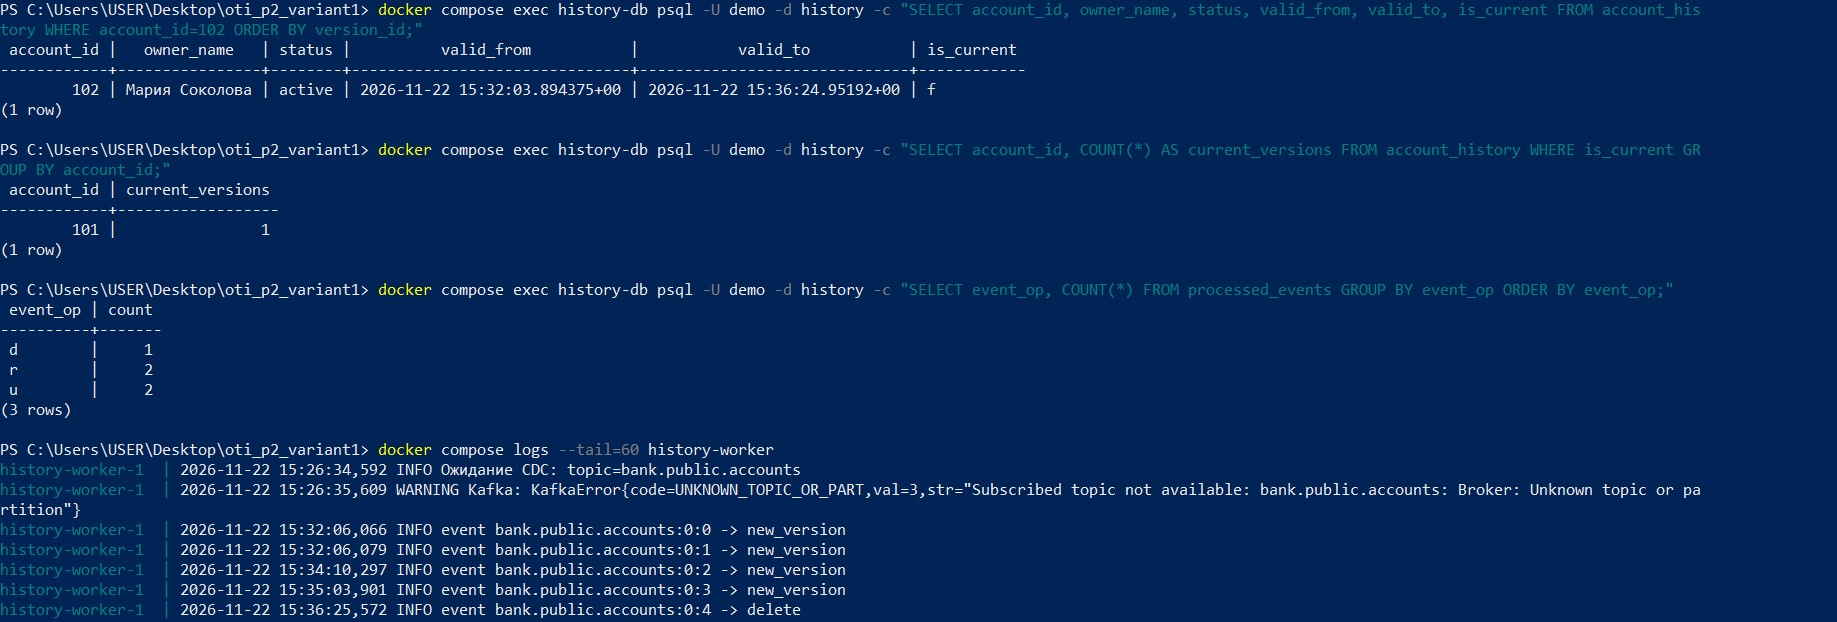 PS C:\Users\USER\Desktop\oti_p2_variant1> docker compose exec history-db psql -U demo -d history -c "SELECT account_id, owner_name, status, valid_from, valid_to, is_current FROM account_his
tory WHERE account_id=102 ORDER BY version_id;"
 account_id |   owner_name   | status |          valid_from           |           valid_to           | is_current
------------+----------------+--------+-------------------------------+------------------------------+------------
        102 | Мария Соколова | active | 2026-11-22 15:32:03.894375+00 | 2026-11-22 15:36:24.95192+00 | f
(1 row)
PS C:\Users\USER\Desktop\oti_p2_variant1> docker compose exec history-db psql -U demo -d history -c "SELECT account_id, COUNT(*) AS current_versions FROM account_history WHERE is_current GR
OUP BY account_id;"
 account_id | current_versions
------------+------------------
        101 |                1
(1 row)
PS C:\Users\USER\Desktop\oti_p2_variant1> docker compose exec history-db psql -U demo -d history -c "SELECT event_op, COUNT(*) FROM processed_events GROUP BY event_op ORDER BY event_op;"
 event_op | count
----------+-------
 d        |     1
 r        |     2
 u        |     2
(3 rows)
PS C:\Users\USER\Desktop\oti_p2_variant1> docker compose logs --tail=60 history-worker
history-worker-1  | 2026-11-22 15:26:34,592 INFO Ожидание CDC: topic=bank.public.accounts
history-worker-1  | 2026-11-22 15:26:35,609 WARNING Kafka: KafkaError{code=UNKNOWN_TOPIC_OR_PART,val=3,str="Subscribed topic not available: bank.public.accounts: Broker: Unknown topic or pa
rtition"}
history-worker-1  | 2026-11-22 15:32:06,066 INFO event bank.public.accounts:0:0 -> new_version
history-worker-1  | 2026-11-22 15:32:06,079 INFO event bank.public.accounts:0:1 -> new_version
history-worker-1  | 2026-11-22 15:34:10,297 INFO event bank.public.accounts:0:2 -> new_version
history-worker-1  | 2026-11-22 15:35:03,901 INFO event bank.public.accounts:0:3 -> new_version
history-worker-1  | 2026-11-22 15:36:25,572 INFO event bank.public.accounts:0:4 -> delete